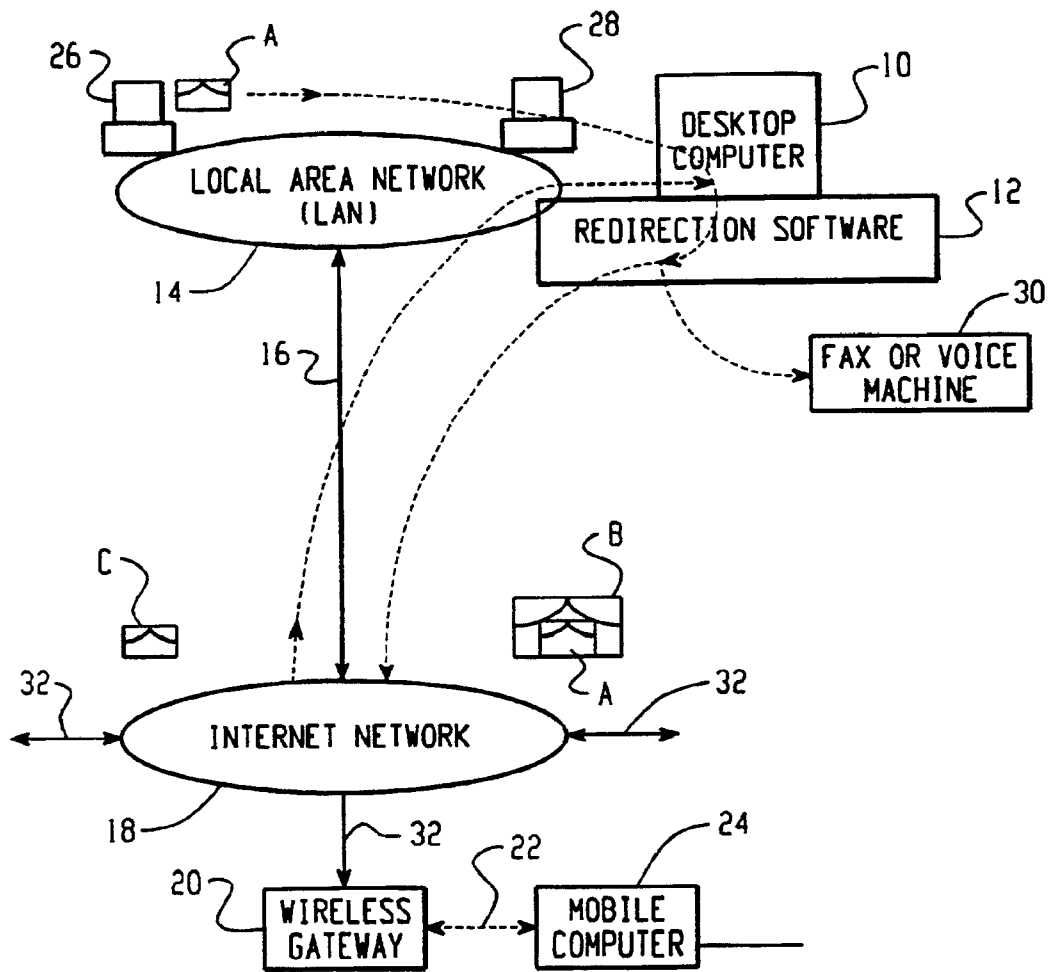 26
A
28
10
DESKTOP
COMPUTER
LOCAL AREA NETWORK
(LAN)
12
REDIRECTION SOFTWARE
14
30
16
FAX OR VOICE
MACHINE
C
B
A
32
32
INTERNET NETWORK
18
32
20
22
24
WIRELESS
GATEWAY
MOBILE
COMPUTER